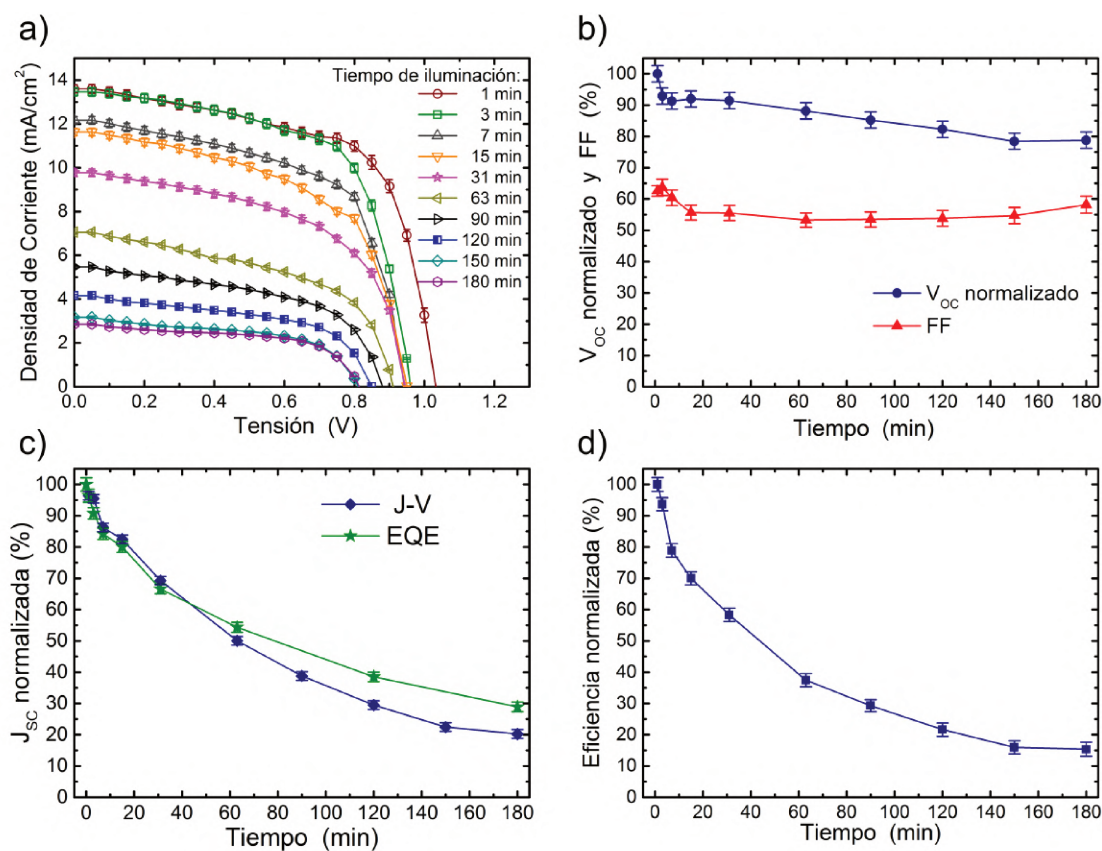 a)
Densidad de Corriente (mA/cm²)
14
12
10
8
6
4
2
0
0.0 0.2 0.4 0.6 0.8 1.0 1.2
Tensión (V)
Tiempo de iluminación:
1 min
3 min
7 min
15 min
31 min
63 min
90 min
120 min
150 min
180 min
b)
V_OC normalizado y FF (%)
100
90
80
70
60
50
40
30
20
10
0
V_OC normalizado
FF
0 20 40 60 80 100 120 140 160 180
Tiempo (min)
c)
J_SC normalizada (%)
100
90
80
70
60
50
40
30
20
10
0
J-V
EQE
0 20 40 60 80 100 120 140 160 180
Tiempo (min)
d)
Eficiencia normalizada (%)
100
90
80
70
60
50
40
30
20
10
0
0 20 40 60 80 100 120 140 160 180
Tiempo (min)